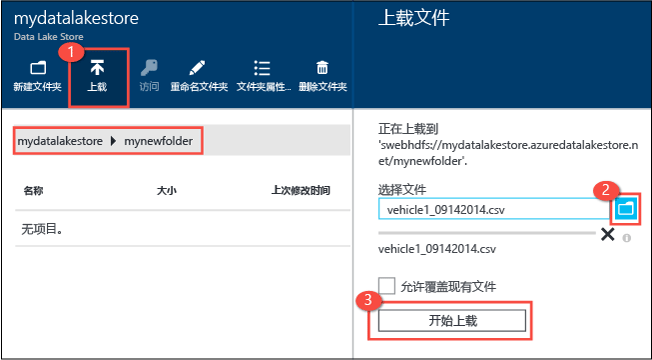 mydatalakestore
Data Lake Store
1
新建文件夹
上载
访问
重命名文件夹
文件夹属性...
删除文件夹
mydatalakestore
mynewfolder
名称
大小
上次修改时间
无项目。
上载文件
正在上载到
'swebhdfs://mydatalakestore.azuredatalakestore.n
et/mynewfolder'.
选择文件
2
vehicle1_09142014.csv
vehicle1_09142014.csv
允许覆盖现有文件
3
开始上载